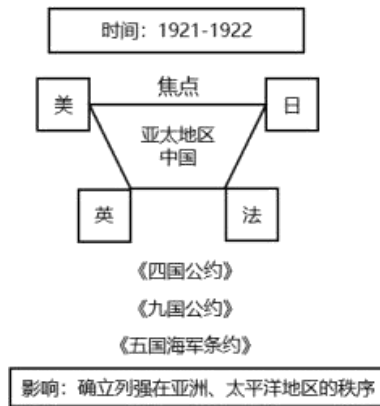 时间：1921-1922
焦点
美
日
亚太地区
中国
英
法
《四国公约》
《九国公约》
《五国海军条约》
影响：确立列强在亚洲、太平洋地区的秩序